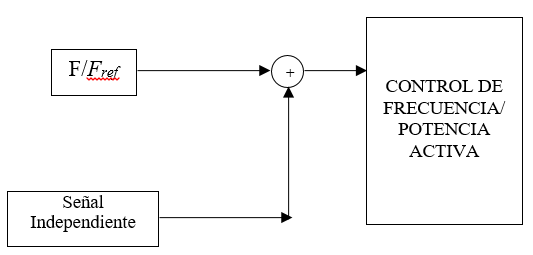 F/Fref
+
CONTROL DE
FRECUENCIA/
POTENCIA
ACTIVA
Señal
Independiente